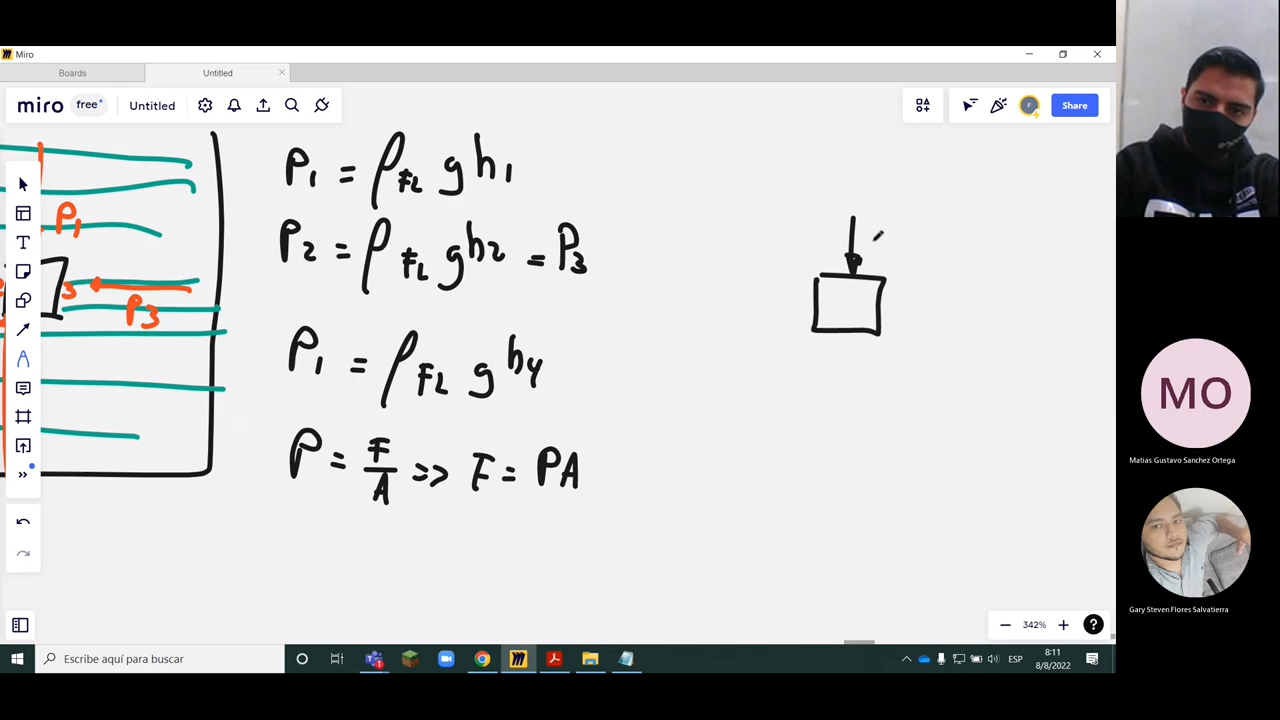 Miro
Boards
Untitled
miro
free
Untitled
Share
P₁ = ρFL g h₁
P₁
P₂ = ρFL g h₂ = P₃
3
P₃
P₁ = ρFL g h₄
P = F/A => F = PA
MO
Matias Gustavo Sanchez Ortega
Gary Steven Flores Salvatierra
342%
Escribe aquí para buscar
ESP
8:11
8/8/2022